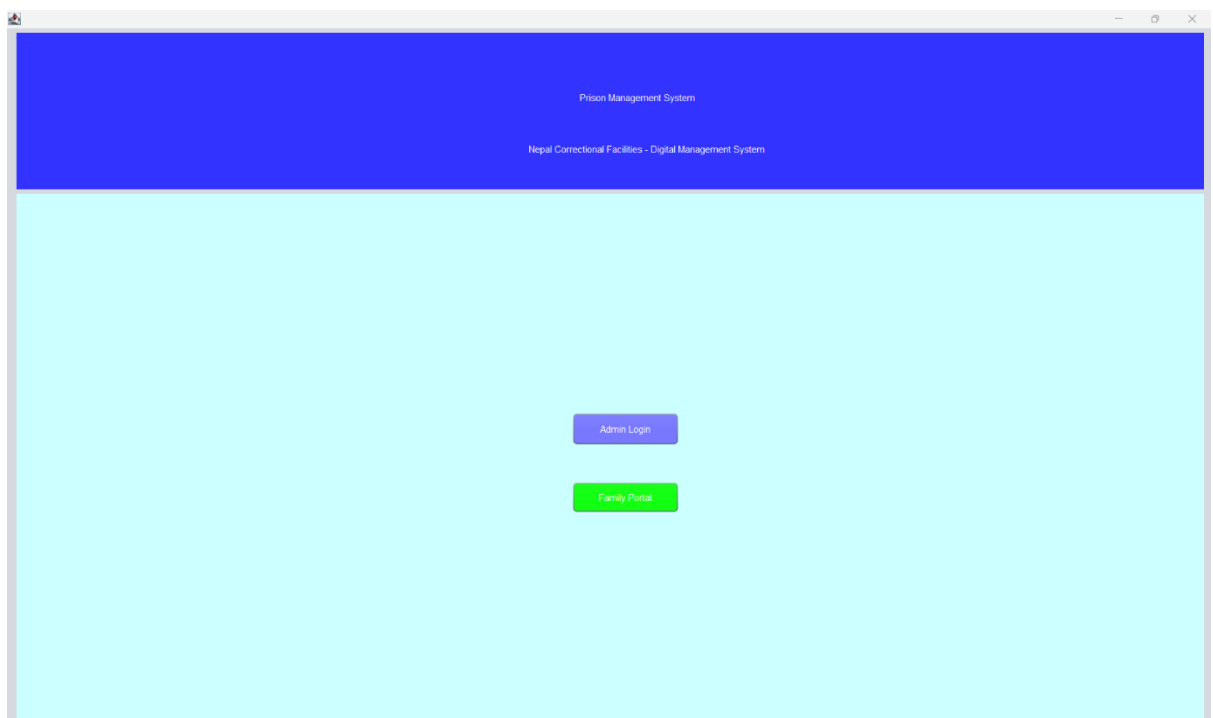 Prison Management System
Nepal Correctional Facilities - Digital Management System
Admin Login
Family Portal